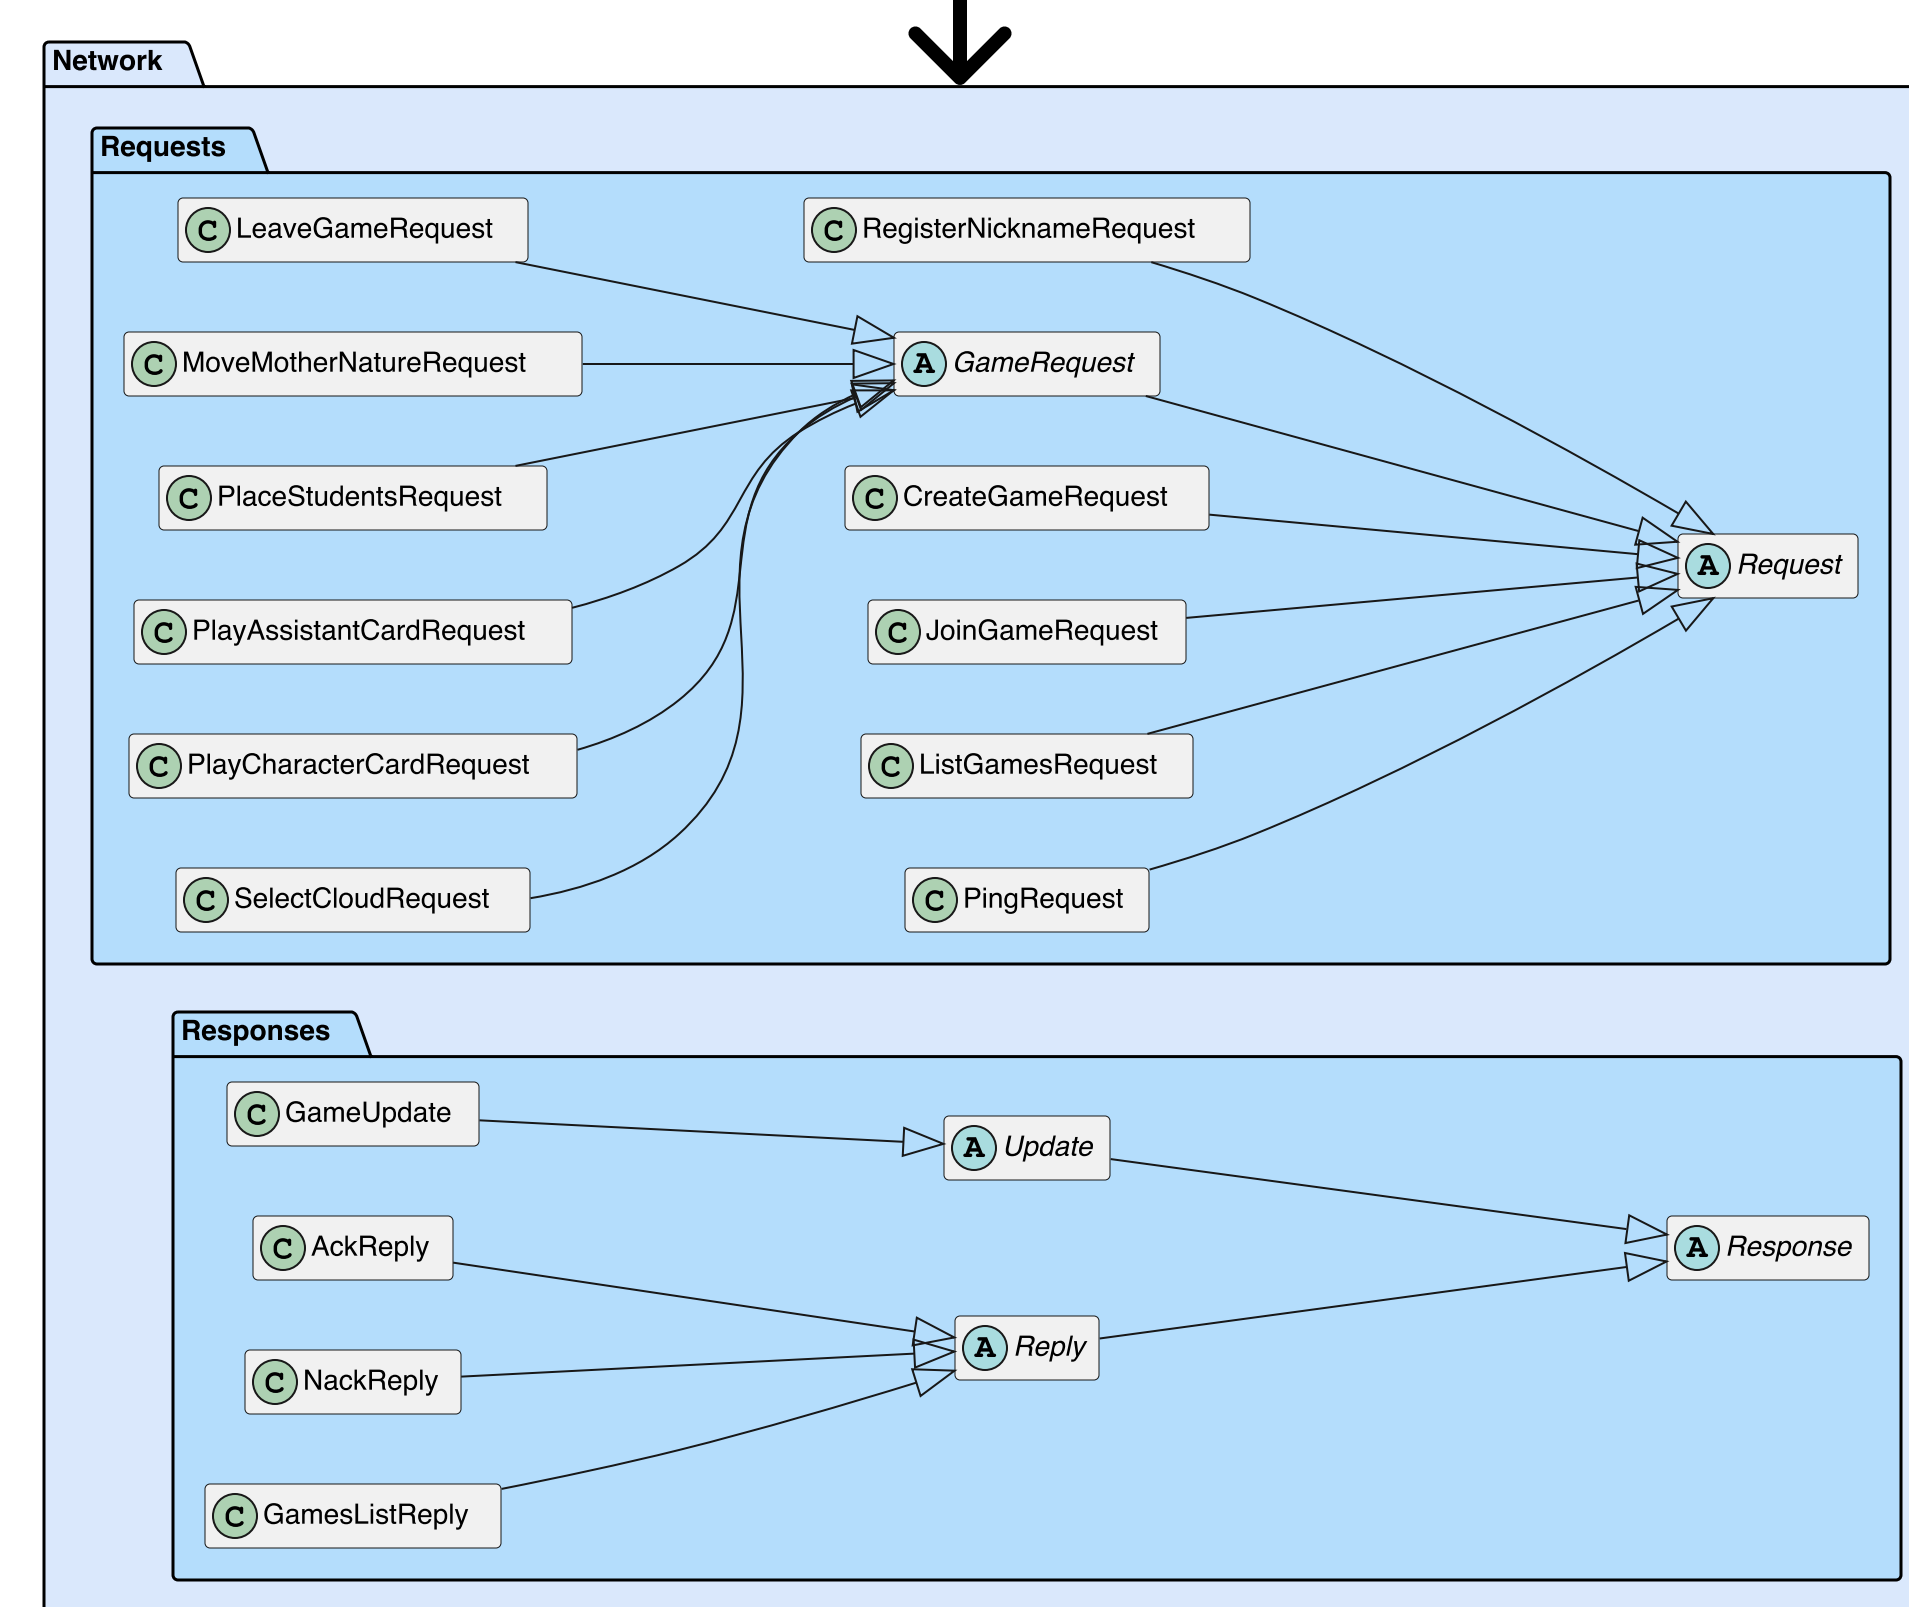 Network
Requests
C LeaveGameRequest
C RegisterNicknameRequest
C MoveMotherNatureRequest
A GameRequest
C PlaceStudentsRequest
C CreateGameRequest
A Request
C PlayAssistantCardRequest
C JoinGameRequest
C PlayCharacterCardRequest
C ListGamesRequest
C SelectCloudRequest
C PingRequest
Responses
C GameUpdate
A Update
C AckReply
A Response
A Reply
C NackReply
C GamesListReply